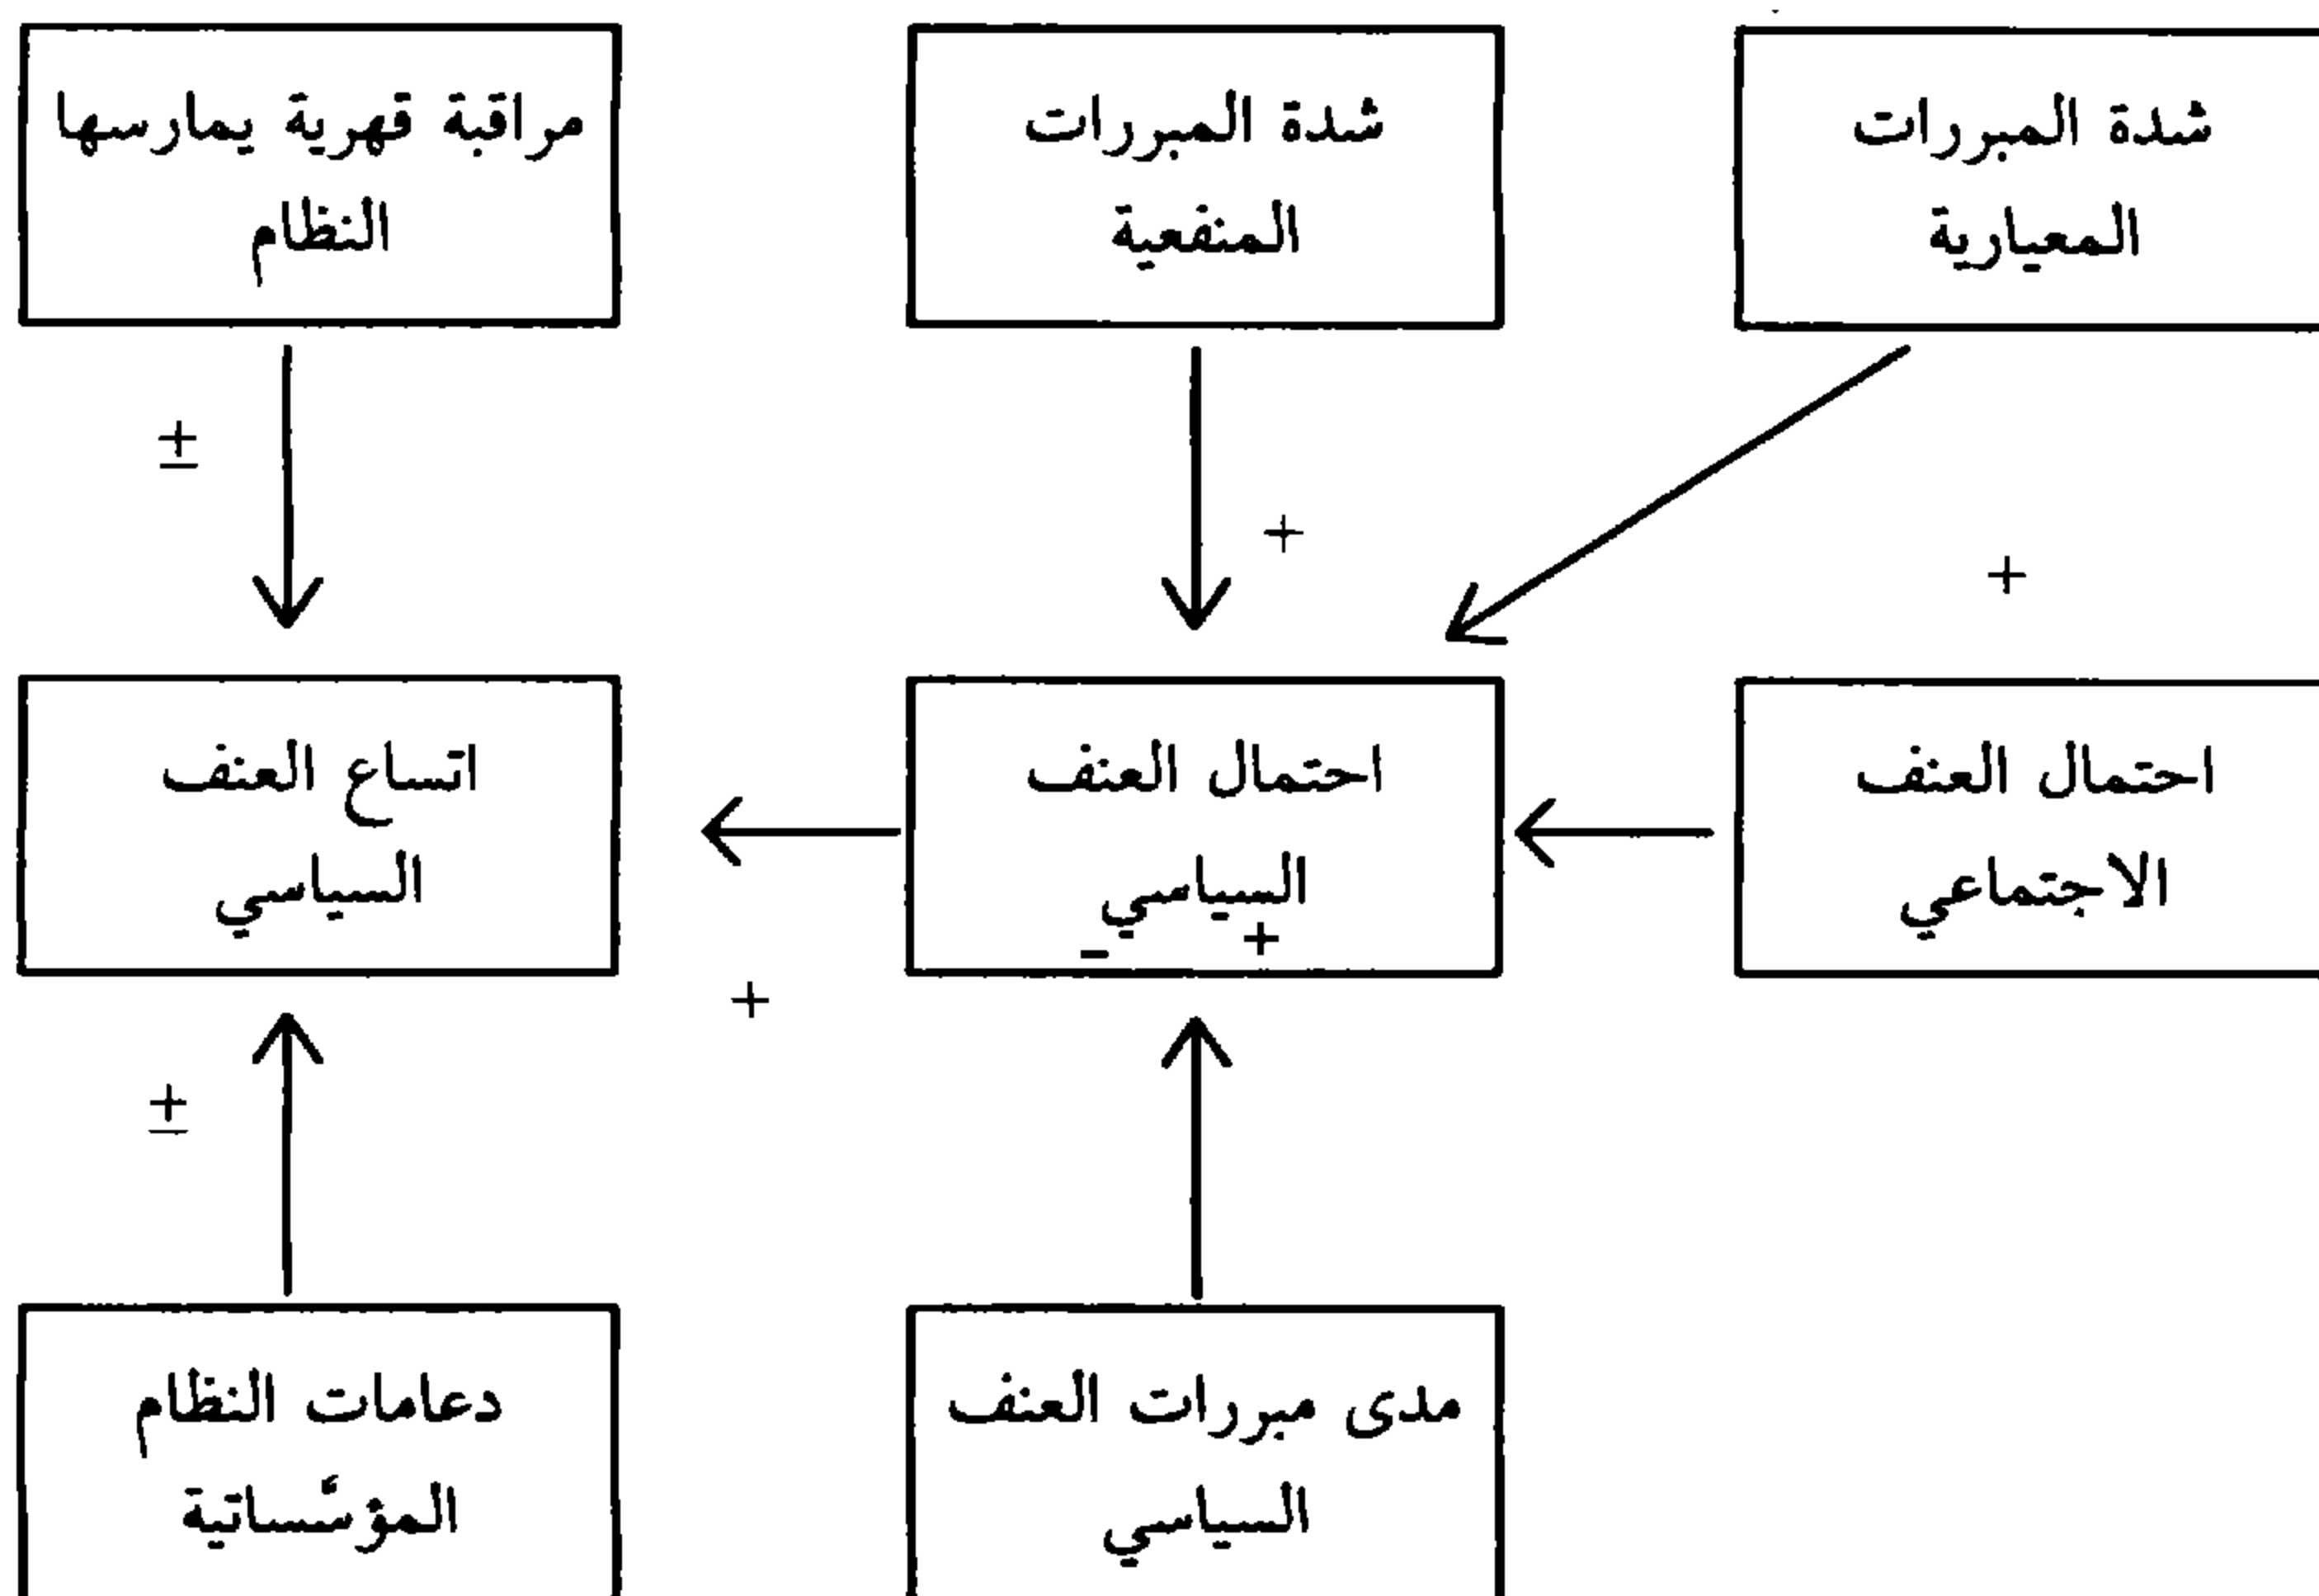 شدة المبررات
المعيارية
شدة المبررات
المنفعية
مراقبة قهرية يمارسها
النظام
±
+
+
احتمال العنف
الاجتماعي
احتمال العنف
السياسي
+
-
اتساع العنف
السياسي
+
±
مدى مبررات العنف
السياسي
دعامات النظام
المؤسساتية